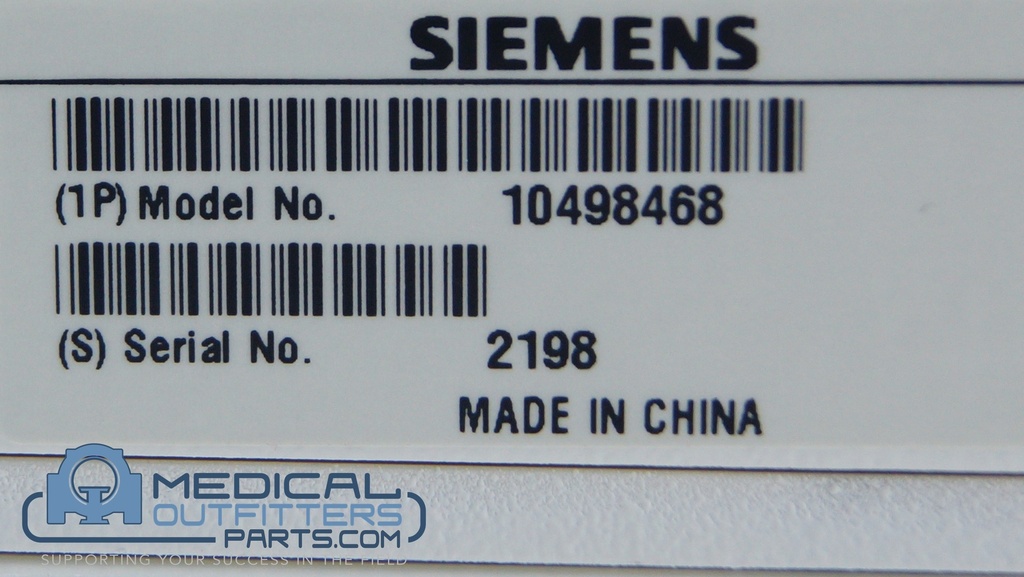 SIEMENS
(1P) Model No. 10498468
(S) Serial No. 2198
MADE IN CHINA
MEDICAL
OUTFITTERS
PARTS.COM
SUPPORTING YOUR SUCCESS IN THE FIELD